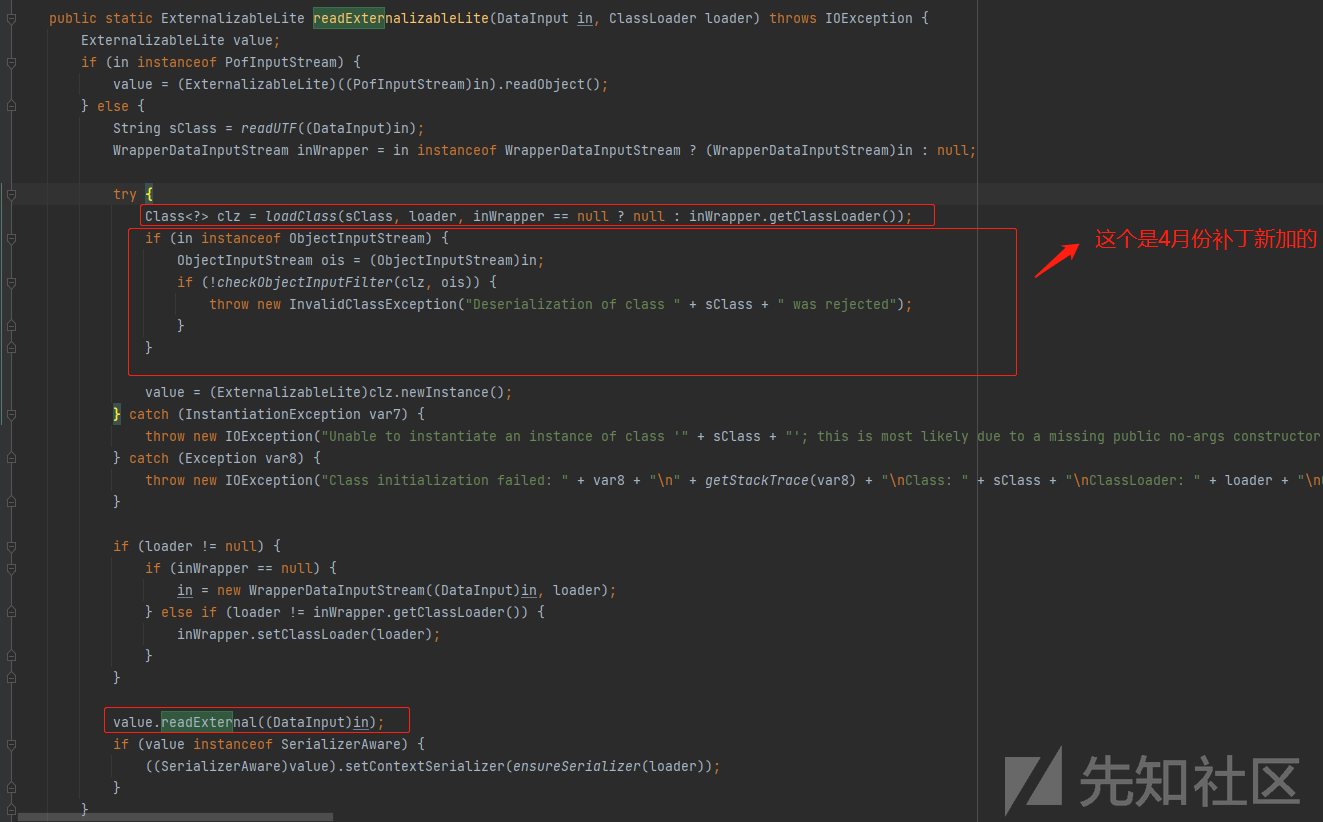 public static ExternalizableLite readExternalizableLite(DataInput in, ClassLoader loader) throws IOException {
ExternalizableLite value;
if (in instanceof PofInputStream) {
value = (ExternalizableLite)((PofInputStream)in).readObject();
} else {
String sClass = readUTF((DataInput)in);
WrapperDataInputStream inWrapper = in instanceof WrapperDataInputStream ? (WrapperDataInputStream)in : null;
try {
Class<?> clz = loadClass(sClass, loader, inWrapper == null ? null : inWrapper.getClassLoader());
if (in instanceof ObjectInputStream) {
这个是4月份补丁新加的
ObjectInputStream ois = (ObjectInputStream)in;
if (!checkObjectInputFilter(clz, ois)) {
throw new InvalidClassException("Deserialization of class " + sClass + " was rejected");
}
}
value = (ExternalizableLite)clz.newInstance();
} catch (InstantiationException var7) {
throw new IOException("Unable to instantiate an instance of class '" + sClass + "'; this is most likely due to a missing public no-args constructor
} catch (Exception var8) {
throw new IOException("Class initialization failed: " + var8 + "\n" + getStackTrace(var8) + "\nClass: " + sClass + "\nClassLoader: " + loader + "\n
}
if (loader != null) {
if (inWrapper == null) {
in = new WrapperDataInputStream((DataInput)in, loader);
} else if (loader != inWrapper.getClassLoader()) {
inWrapper.setClassLoader(loader);
}
}
value.readExternal((DataInput)in);
if (value instanceof SerializerAware) {
((SerializerAware)value).setContextSerializer(ensureSerializer(loader));
}
}
先知社区